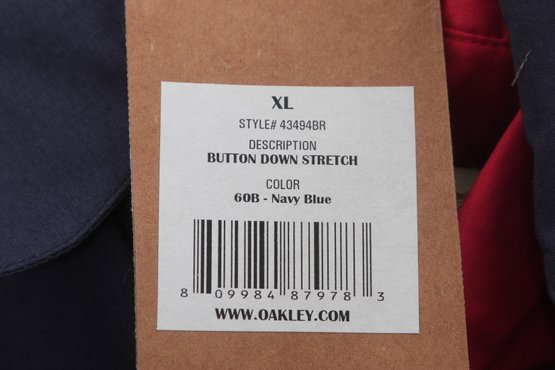 XL
STYLE# 43494BR
DESCRIPTION
BUTTON DOWN STRETCH
COLOR
60B - Navy Blue
8 09984 87978 3
WWW.OAKLEY.COM